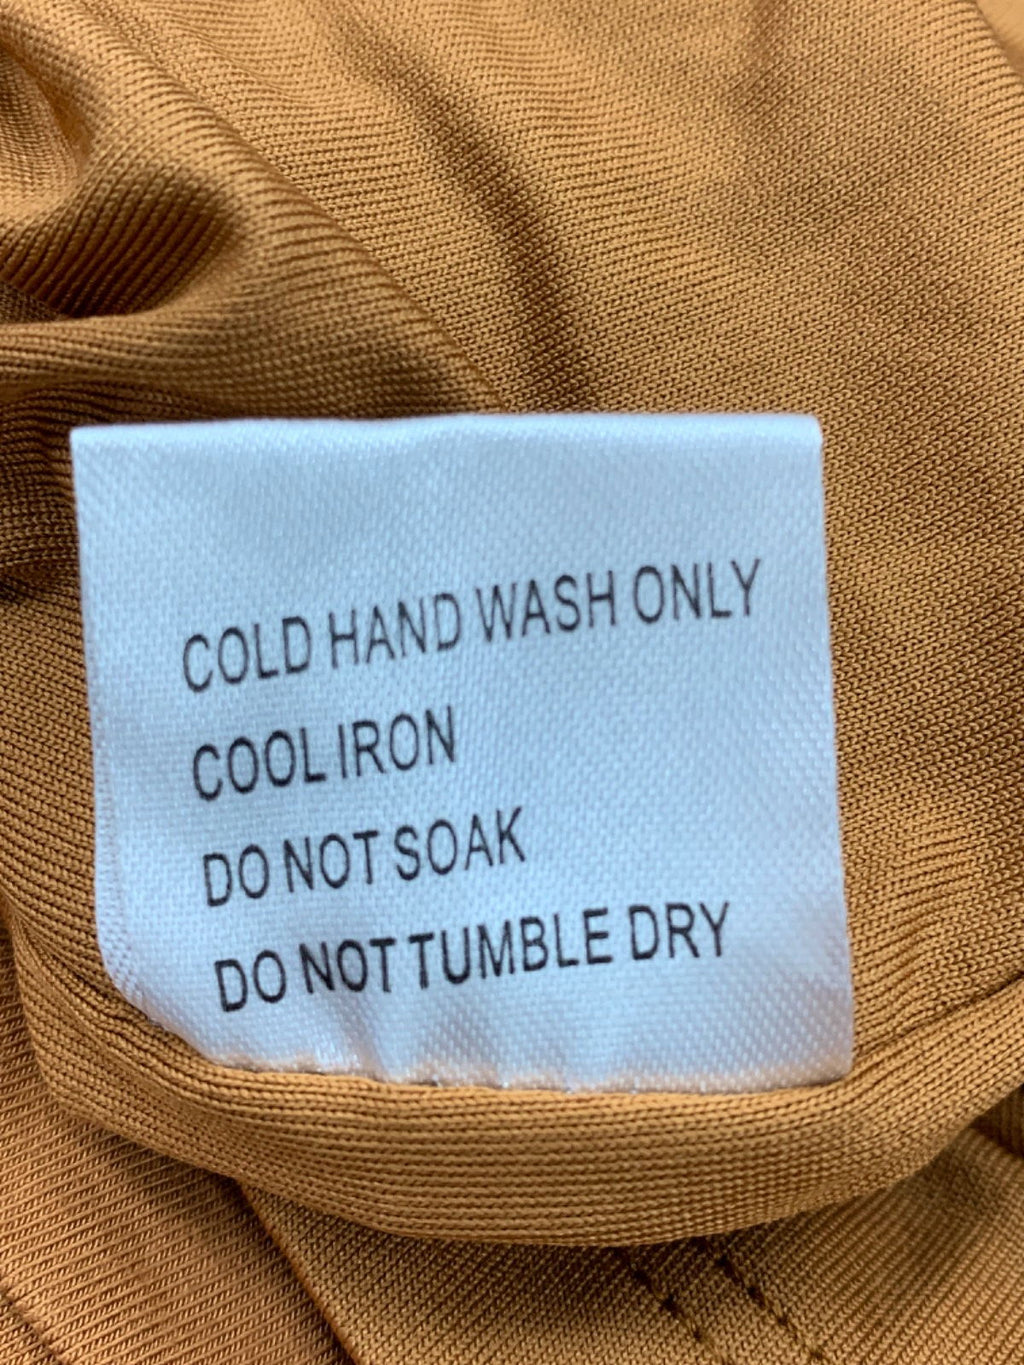 COLD HAND WASH ONLY
COOL IRON
DO NOT SOAK
DO NOT TUMBLE DRY